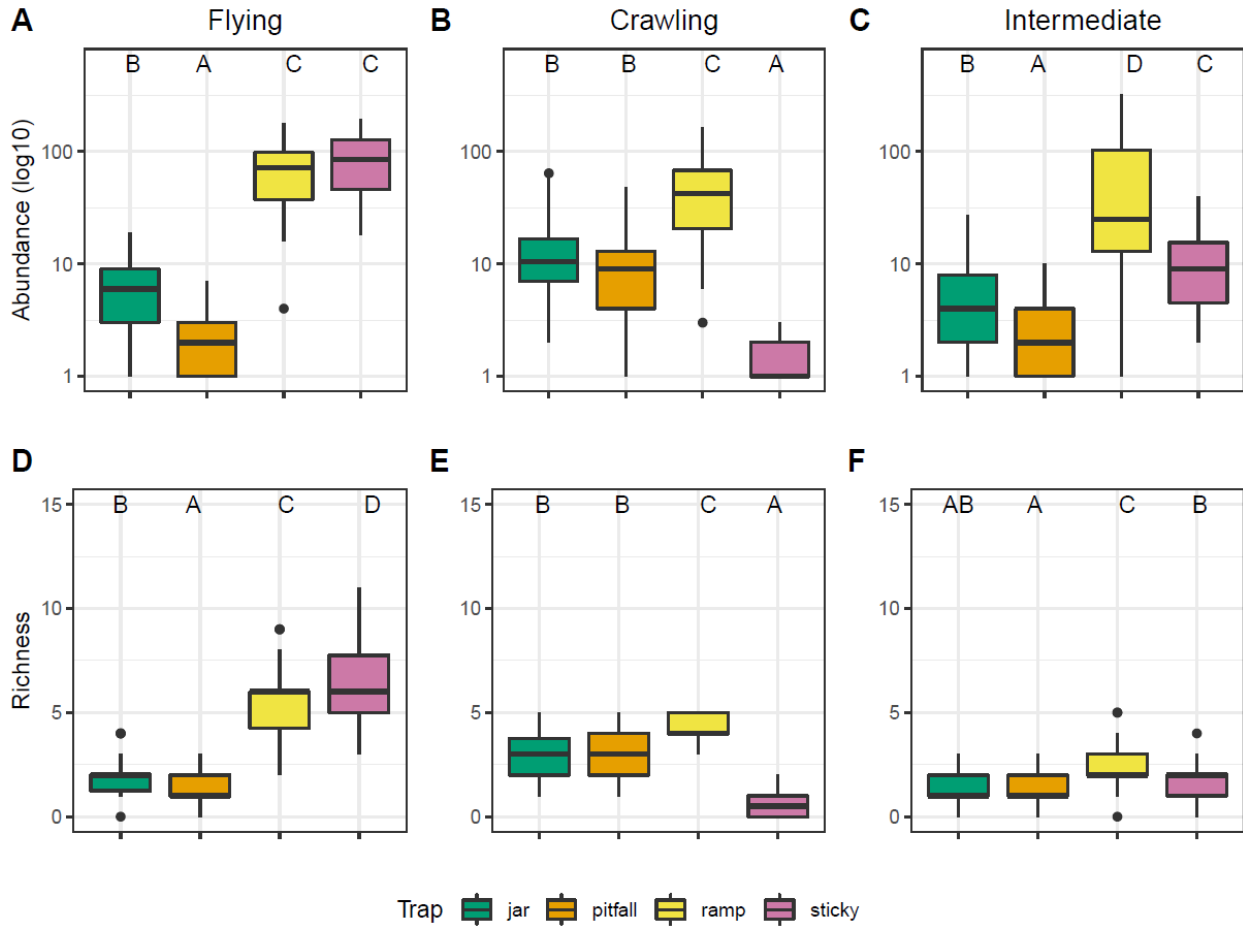 A Flying B Crawling C Intermediate
B A C C B B C A B A D C
Abundance (log10)
100 100 100
10 10 10
1 1 1
D E F
15 15 15
B A C D B B C A AB A C B
10 10 10
Richness
5 5 5
0 0 0
Trap jar pitfall ramp sticky